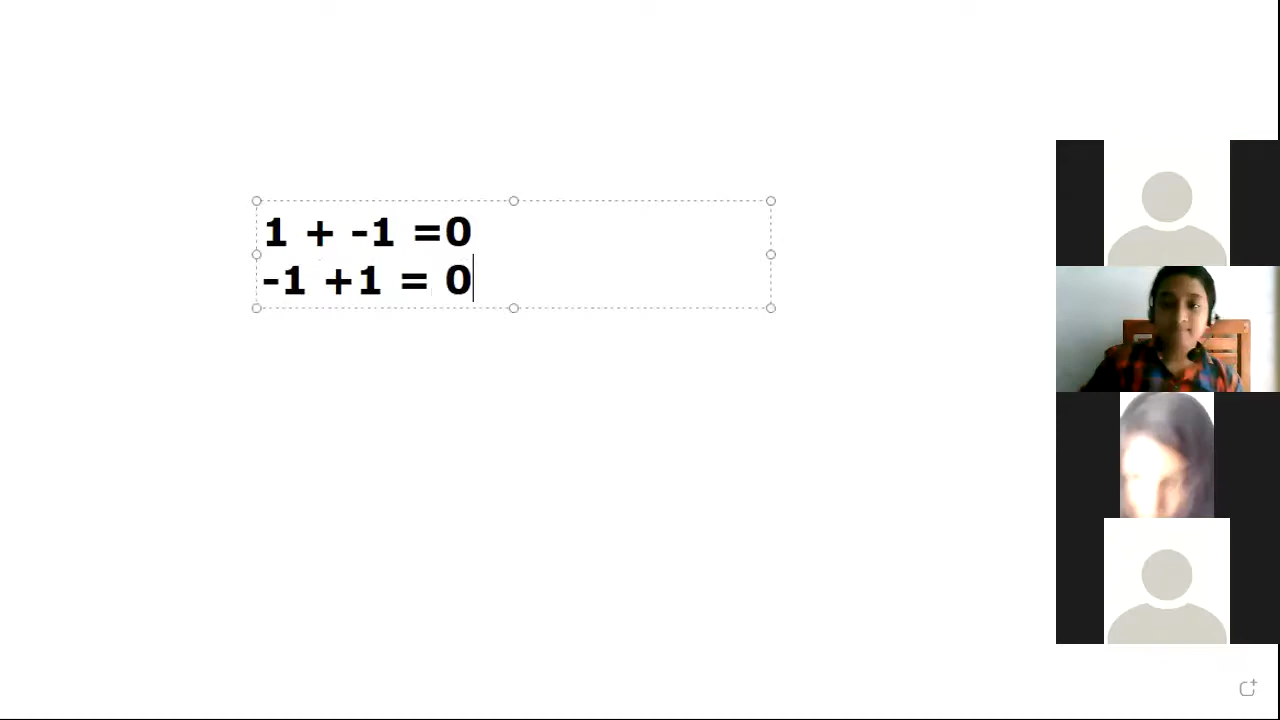 1 + -1 =0
-1 +1 = 0